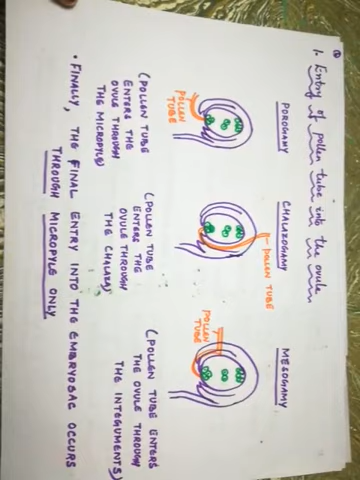 1. Entry of pollen tube into the ovule
POROGAMY
POLLEN
TUBE
(POLLEN TUBE
ENTERS THE
OVULE THROUGH
THE MICROPYLE)
CHALAZOGAMY
POLLEN TUBE
(POLLEN TUBE
ENTERS THE
OVULE THROUGH
THE CHALAZA)
MESOGAMY
POLLEN
TUBE
(POLLEN TUBE ENTERS
THE OVULE THROUGH
THE INTEGUMENTS)
• FINALLY, THE FINAL ENTRY INTO THE EMBRYOSAC OCCURS
THROUGH MICROPYLE ONLY